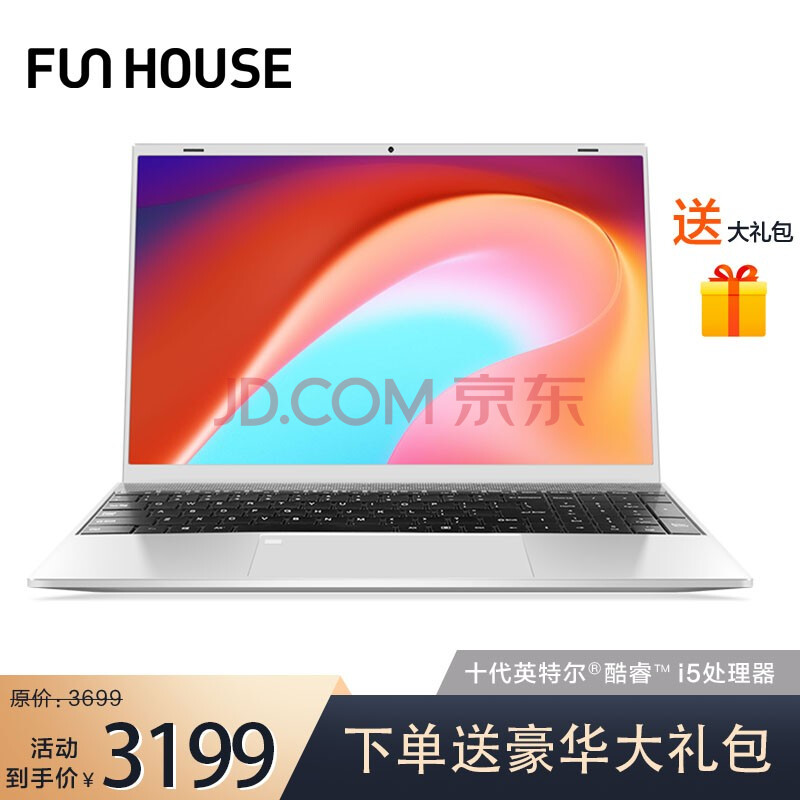 FUN HOUSE
送 大礼包
JD.COM 京东
十代英特尔®酷睿™ i5处理器
原价：3699
活动
到手价¥ 3199
下单送豪华大礼包